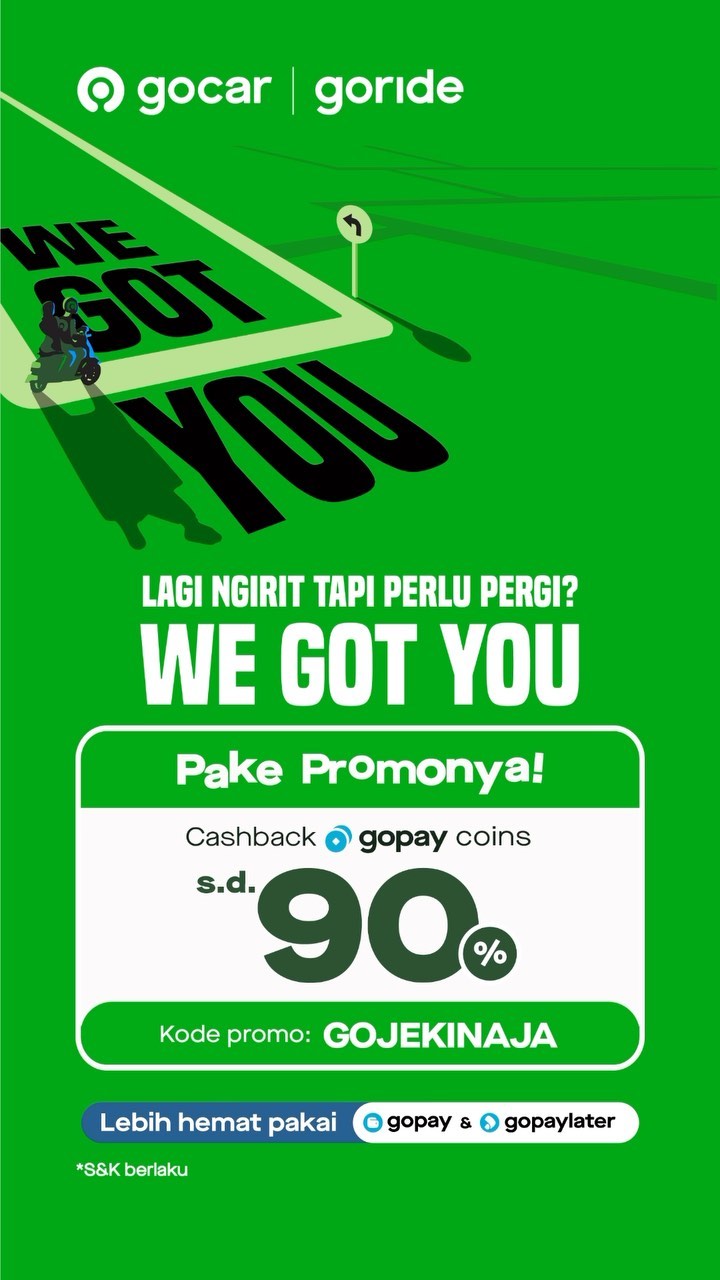 gocar | goride
WE
GOT
YOU
LAGI NGIRIT TAPI PERLU PERGI?
WE GOT YOU
Pake Promonya!
Cashback gopay coins
s.d. 90%
Kode promo: GOJEKINAJA
Lebih hemat pakai gopay & gopaylater
*S&K berlaku